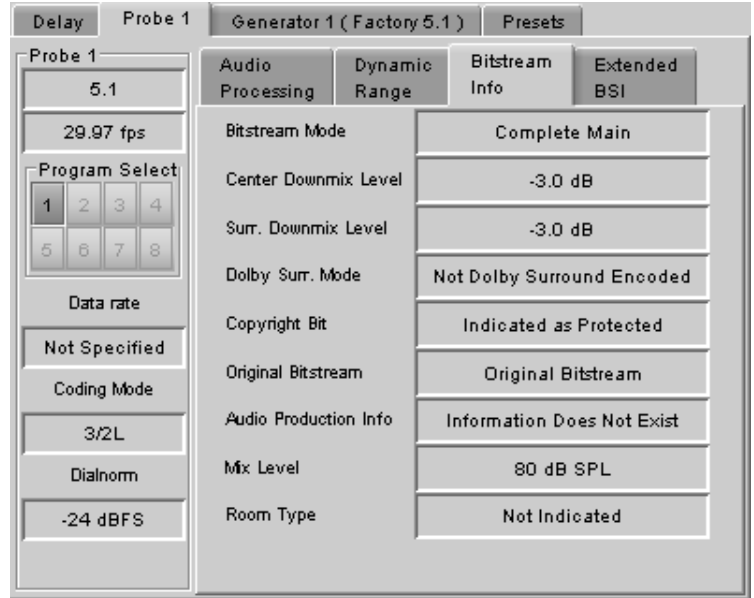 Delay
Probe 1
Generator 1 ( Factory 5.1 )
Presets
Probe 1
5.1
29.97 fps
Program Select
1 2 3 4
5 6 7 8
Data rate
Not Specified
Coding Mode
3/2L
Dialnorm
-24 dBFS
Audio
Processing
Dynamic
Range
Bitstream
Info
Extended
BSI
Bitstream Mode Complete Main
Center Downmix Level -3.0 dB
Surr. Downmix Level -3.0 dB
Dolby Surr. Mode Not Dolby Surround Encoded
Copyright Bit Indicated as Protected
Original Bitstream Original Bitstream
Audio Production Info Information Does Not Exist
Mix Level 80 dB SPL
Room Type Not Indicated